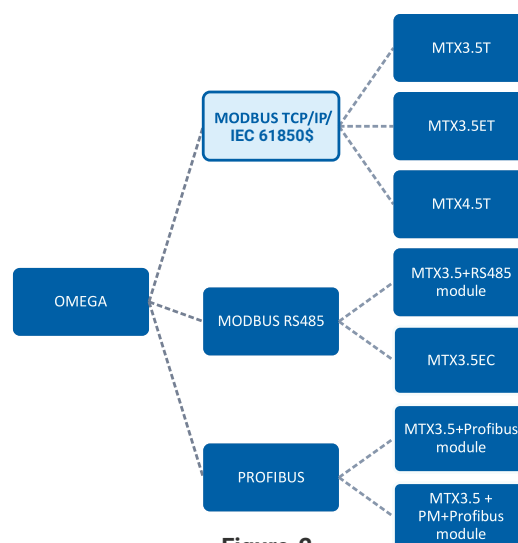 MTX3.5T
MODBUS TCP/IP/
IEC 61850$
MTX3.5ET
MTX4.5T
MTX3.5+RS485
module
OMEGA
MODBUS RS485
MTX3.5EC
MTX3.5+Profibus
module
PROFIBUS
MTX3.5 +
PM+Profibus
module